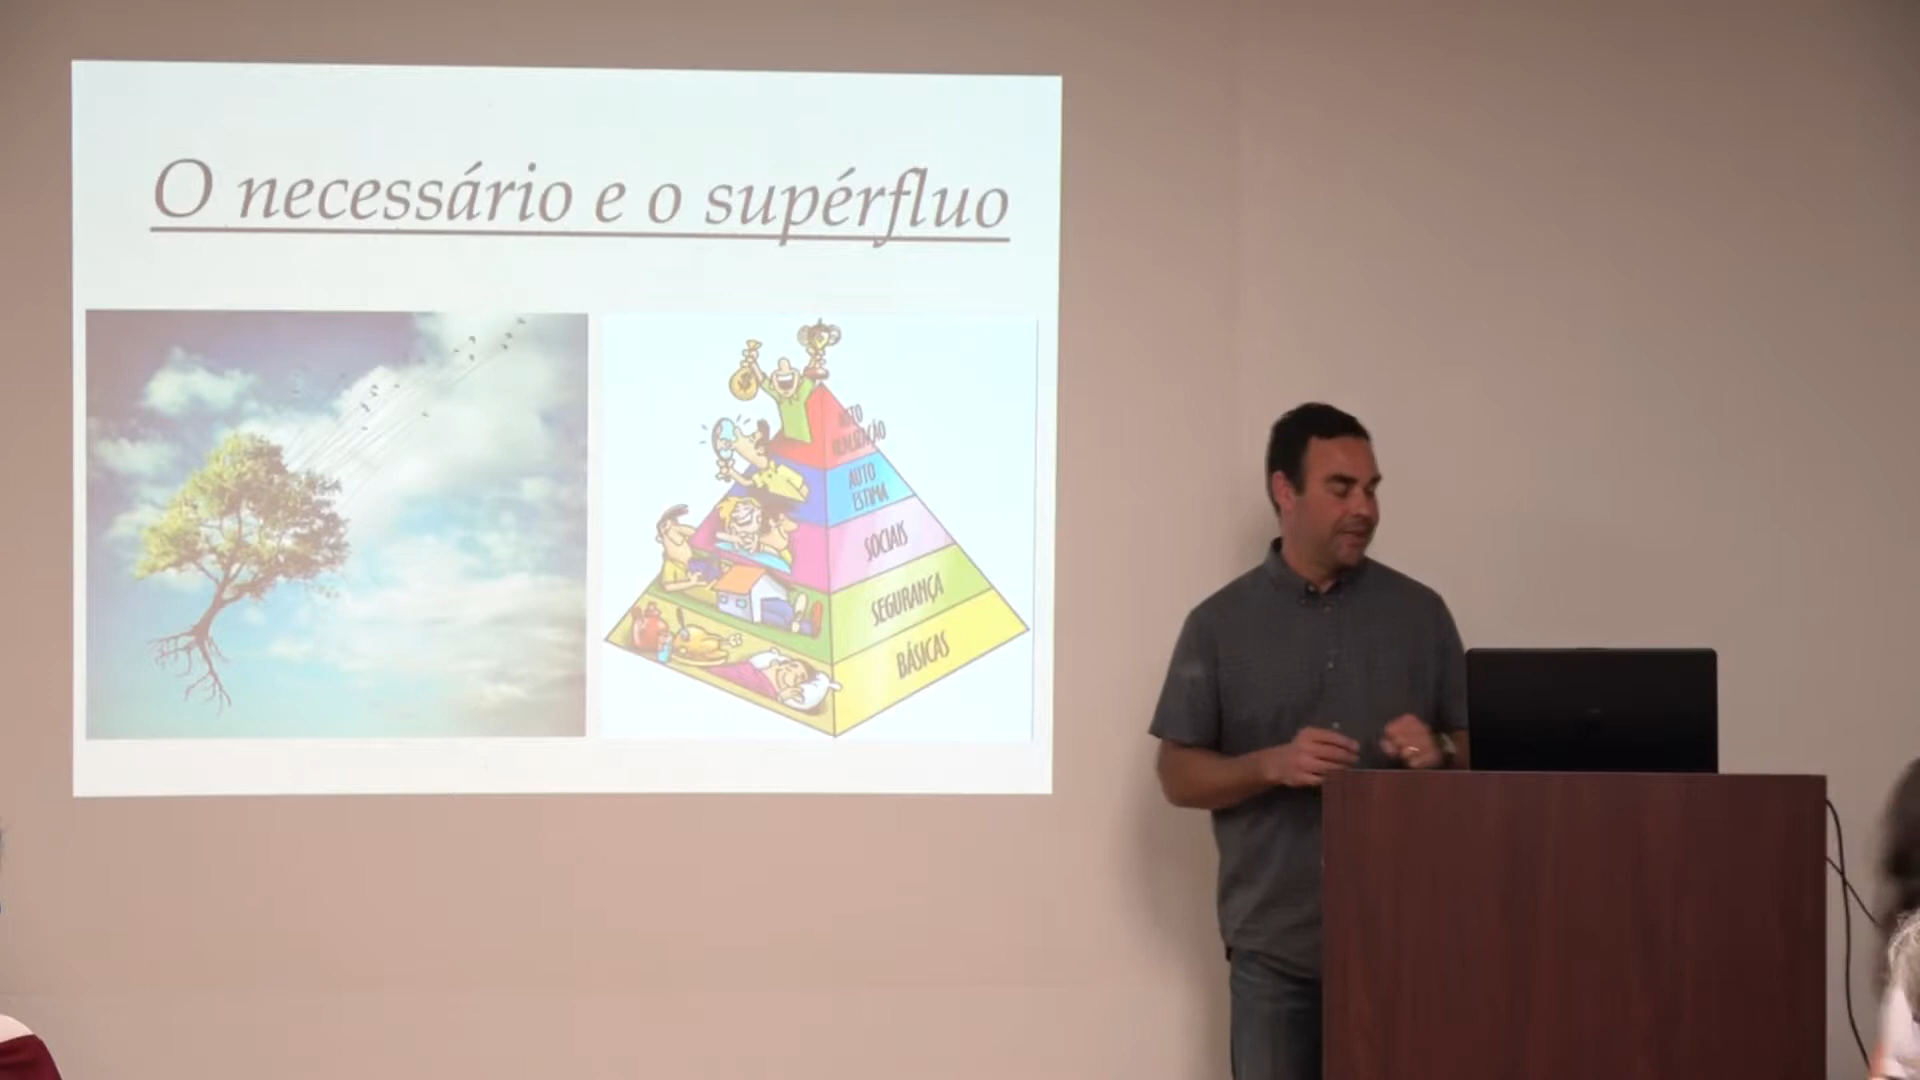 O necessário e o supérfluo
AUTO
REALIZAÇÃO
AUTO
ESTIMA
SOCIAIS
SEGURANÇA
BÁSICAS